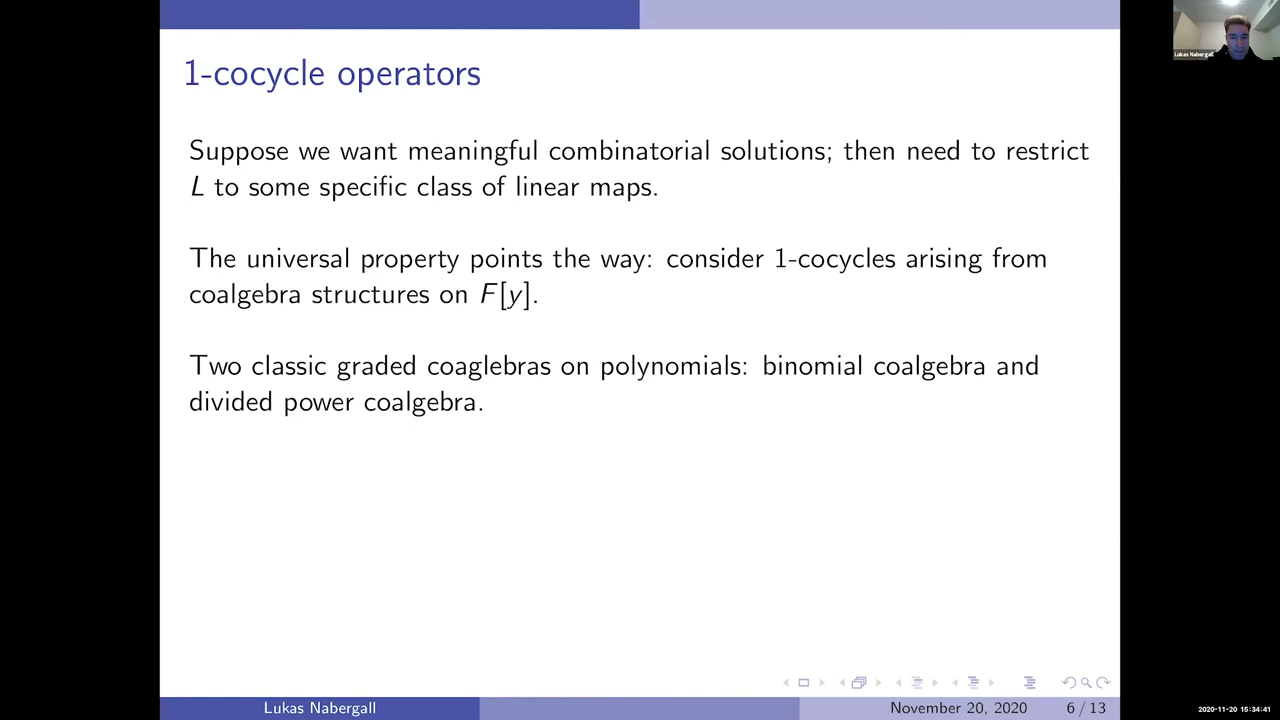 1-cocycle operators
Suppose we want meaningful combinatorial solutions; then need to restrict
L to some specific class of linear maps.
The universal property points the way: consider 1-cocycles arising from
coalgebra structures on F[y].
Two classic graded coaglebras on polynomials: binomial coalgebra and
divided power coalgebra.
Lukas Nabergall
November 20, 2020
6 / 13
Lukas Nabergall
2020-11-20 15:34:41